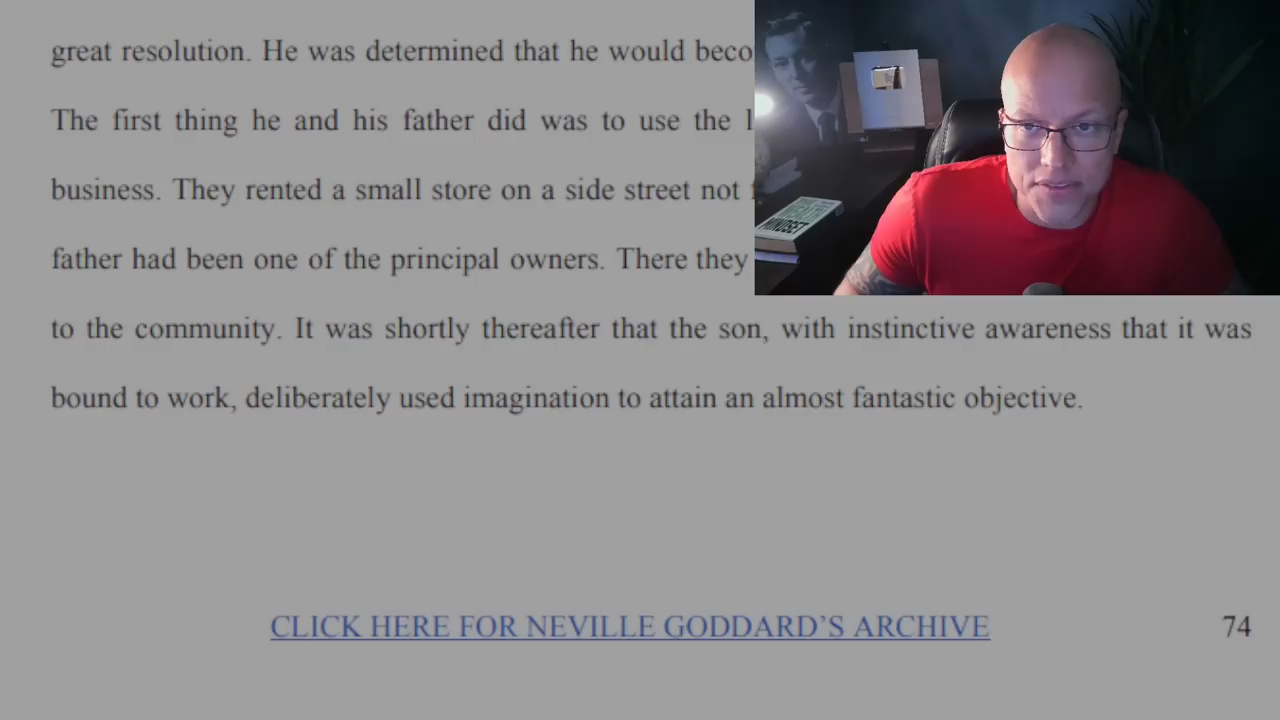 great resolution. He was determined that he would beco
The first thing he and his father did was to use the l
business. They rented a small store on a side street not
father had been one of the principal owners. There they
to the community. It was shortly thereafter that the son, with instinctive awareness that it was
bound to work, deliberately used imagination to attain an almost fantastic objective.
MINDSET
CLICK HERE FOR NEVILLE GODDARD'S ARCHIVE
74